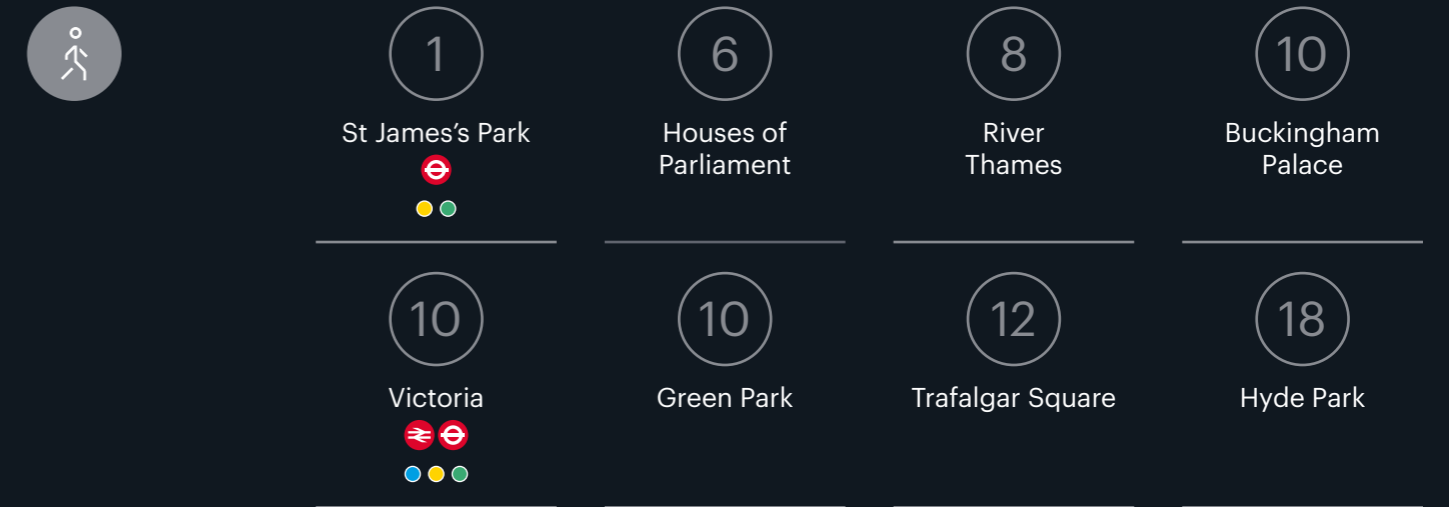 1
St James’s Park
6
Houses of
Parliament
8
River
Thames
10
Buckingham
Palace
10
Victoria
10
Green Park
12
Trafalgar Square
18
Hyde Park